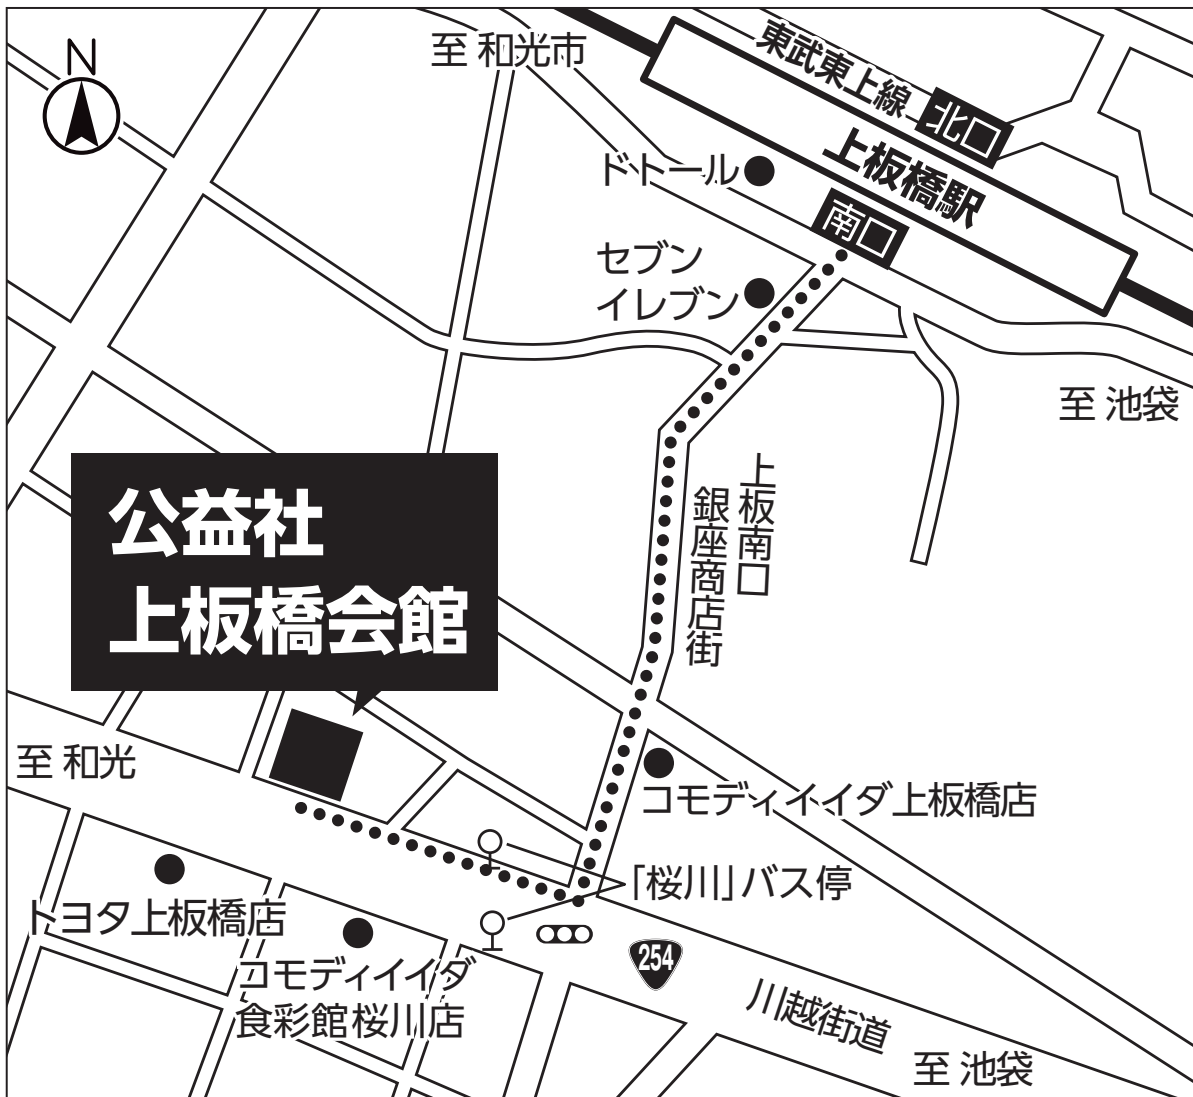 N
至 和光市
東武東上線
北口
上板橋駅
ドトール
南口
セブン
イレブン
至 池袋
上板南口
銀座商店街
公益社
上板橋会館
至 和光
コモディイイダ上板橋店
「桜川」バス停
トヨタ上板橋店
コモディイイダ
食彩館桜川店
254
川越街道
至 池袋